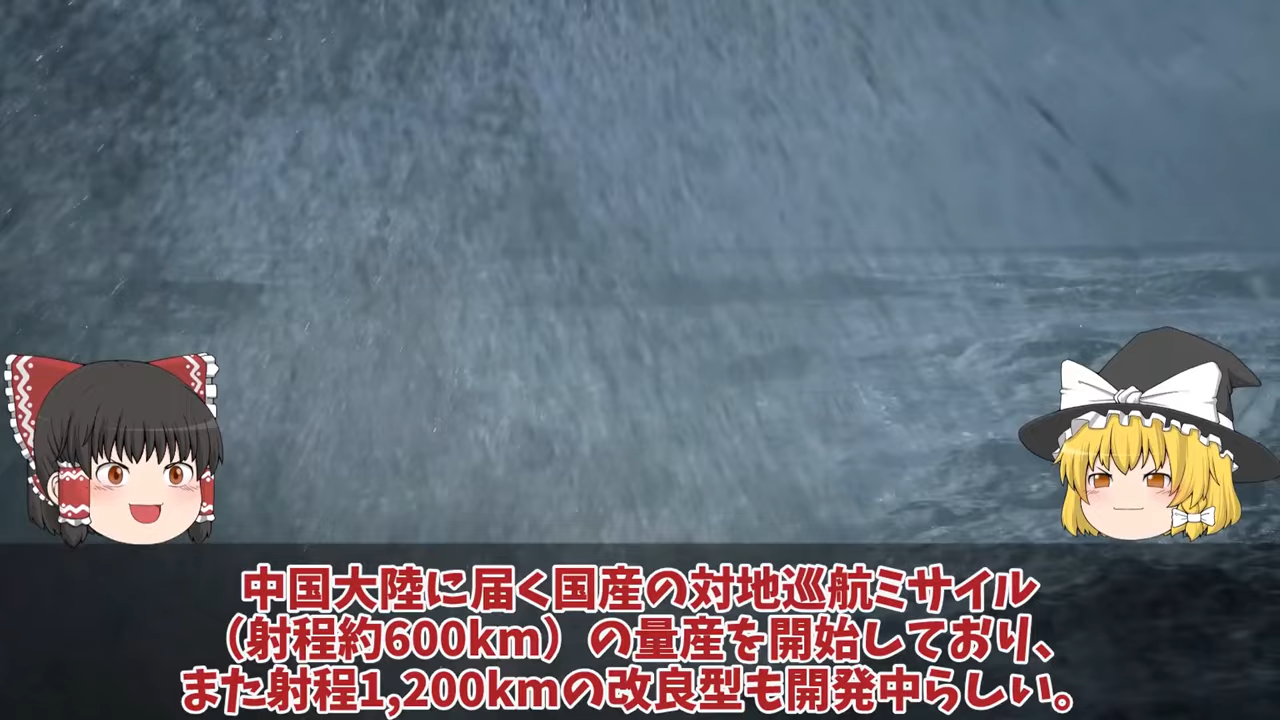 中国大陸に届く国産の対地巡航ミサイル
（射程約600km）の量産を開始しており、
また射程1,200kmの改良型も開発中らしい。